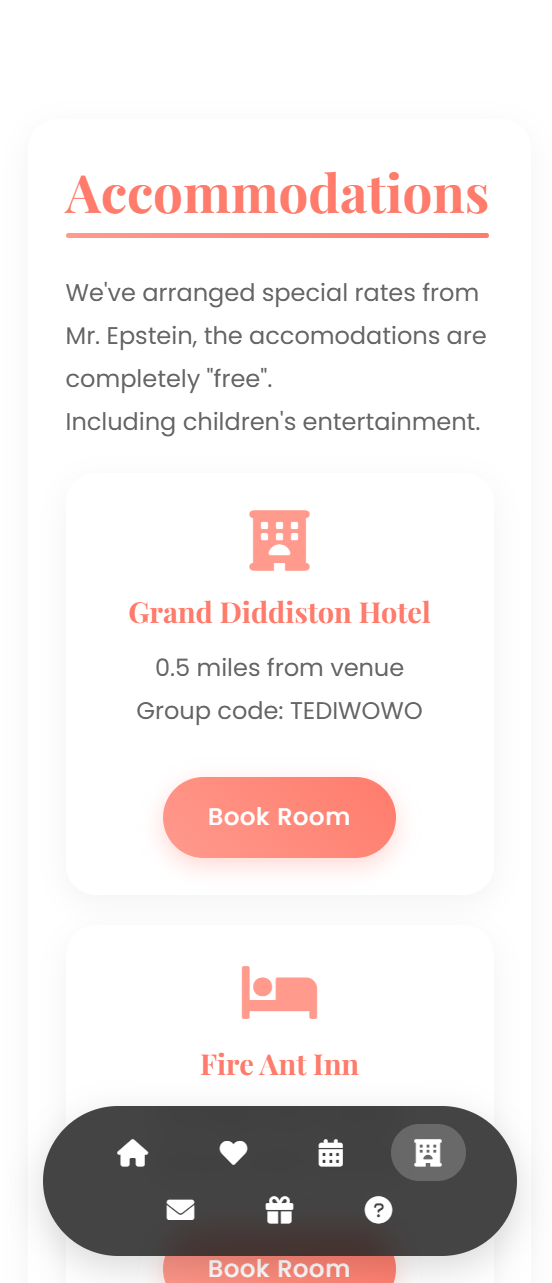 Accommodations
We've arranged special rates from
Mr. Epstein, the accomodations are
completely "free".
Including children's entertainment.
Grand Diddiston Hotel
0.5 miles from venue
Group code: TEDIWOWO
Book Room
Fire Ant Inn
Book Room